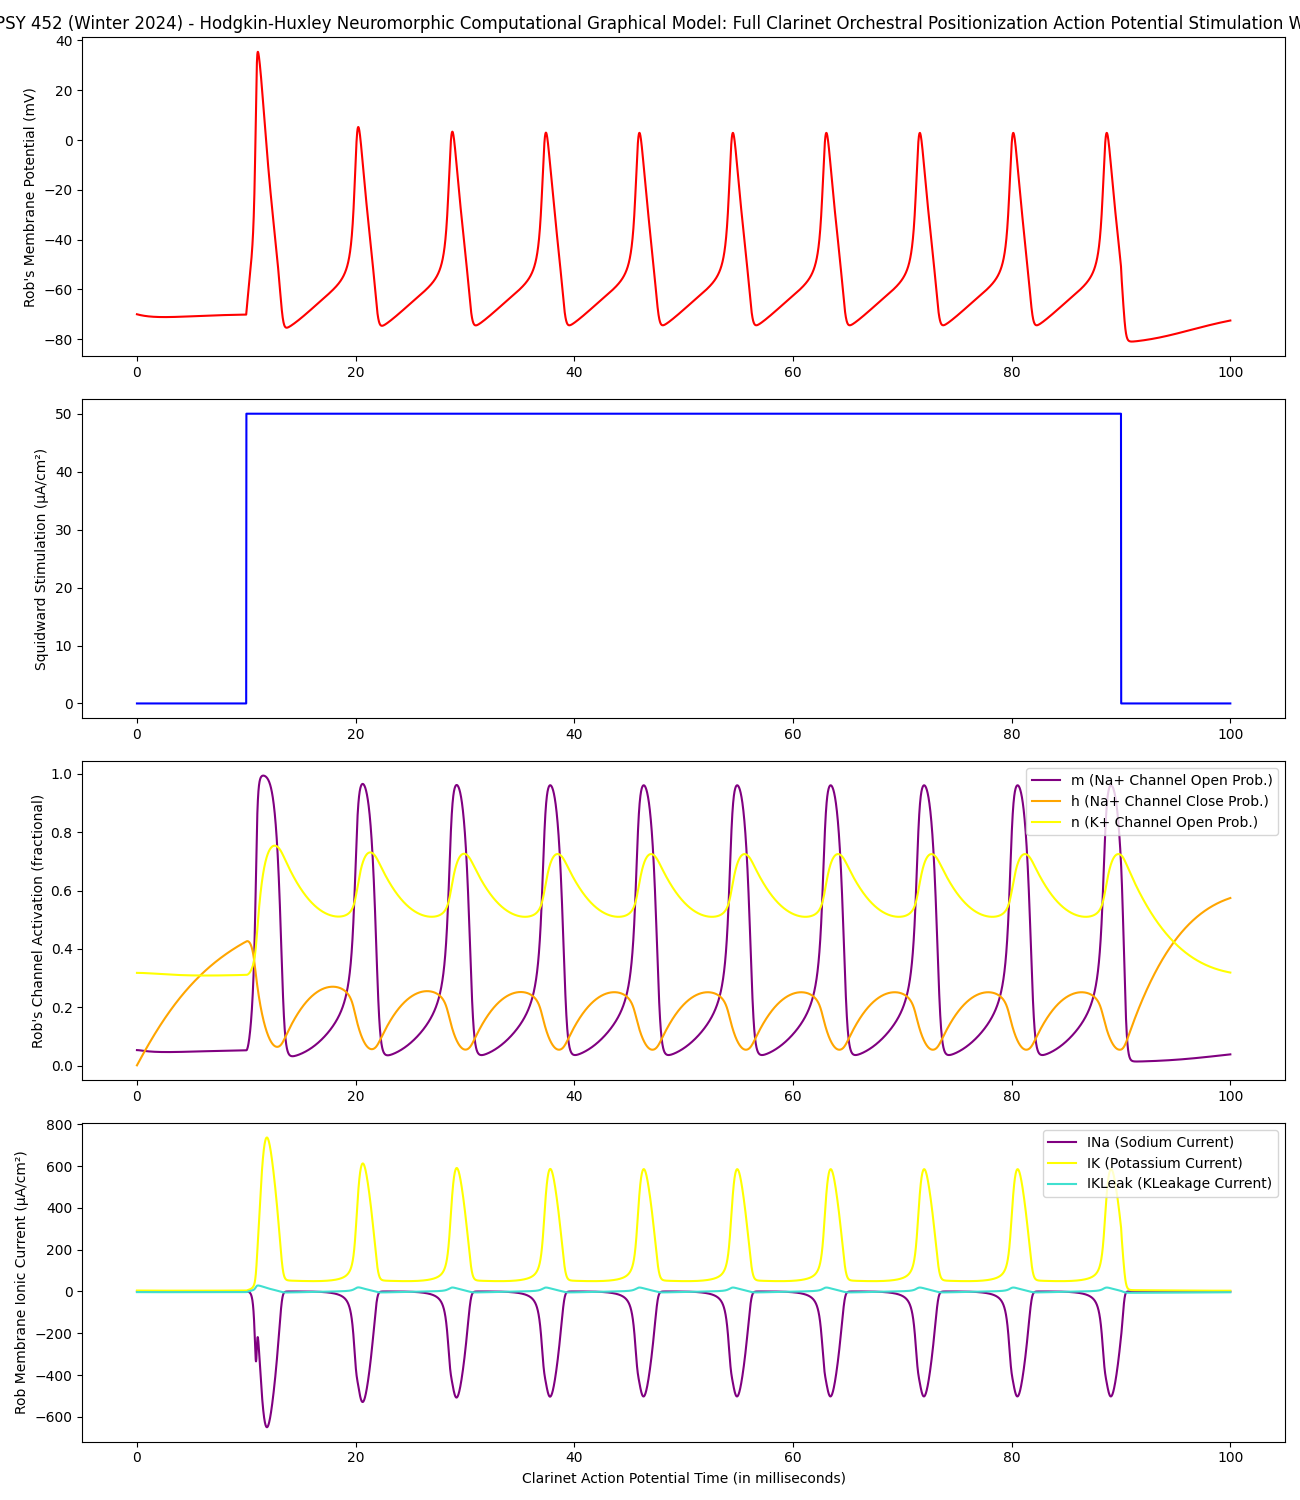 PSY 452 (Winter 2024) - Hodgkin-Huxley Neuromorphic Computational Graphical Model: Full Clarinet Orchestral Positionization Action Potential Stimulation
Rob's Membrane Potential (mV)
40
20
0
−20
−40
−60
−80
0 20 40 60 80 100
Squidward Stimulation (µA/cm²)
50
40
30
20
10
0
0 20 40 60 80 100
Rob's Channel Activation (fractional)
1.0
0.8
0.6
0.4
0.2
0.0
m (Na+ Channel Open Prob.)
h (Na+ Channel Close Prob.)
n (K+ Channel Open Prob.)
0 20 40 60 80 100
Rob Membrane Ionic Current (µA/cm²)
800
600
400
200
0
−200
−400
−600
INa (Sodium Current)
IK (Potassium Current)
IKLeak (KLeakage Current)
0 20 40 60 80 100
Clarinet Action Potential Time (in milliseconds)